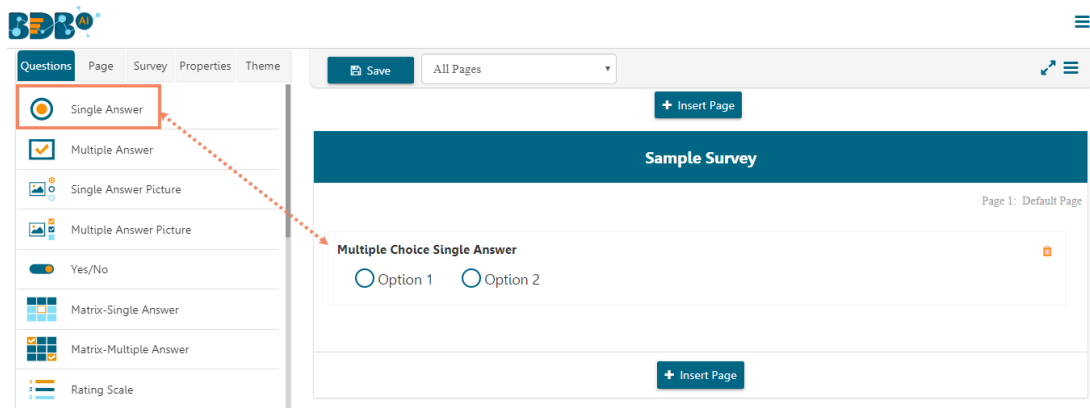 BDB AI
Questions Page Survey Properties Theme
Single Answer
Multiple Answer
Single Answer Picture
Multiple Answer Picture
Yes/No
Matrix-Single Answer
Matrix-Multiple Answer
Rating Scale
Save All Pages
+ Insert Page
Sample Survey
Page 1: Default Page
Multiple Choice Single Answer
Option 1 Option 2
+ Insert Page